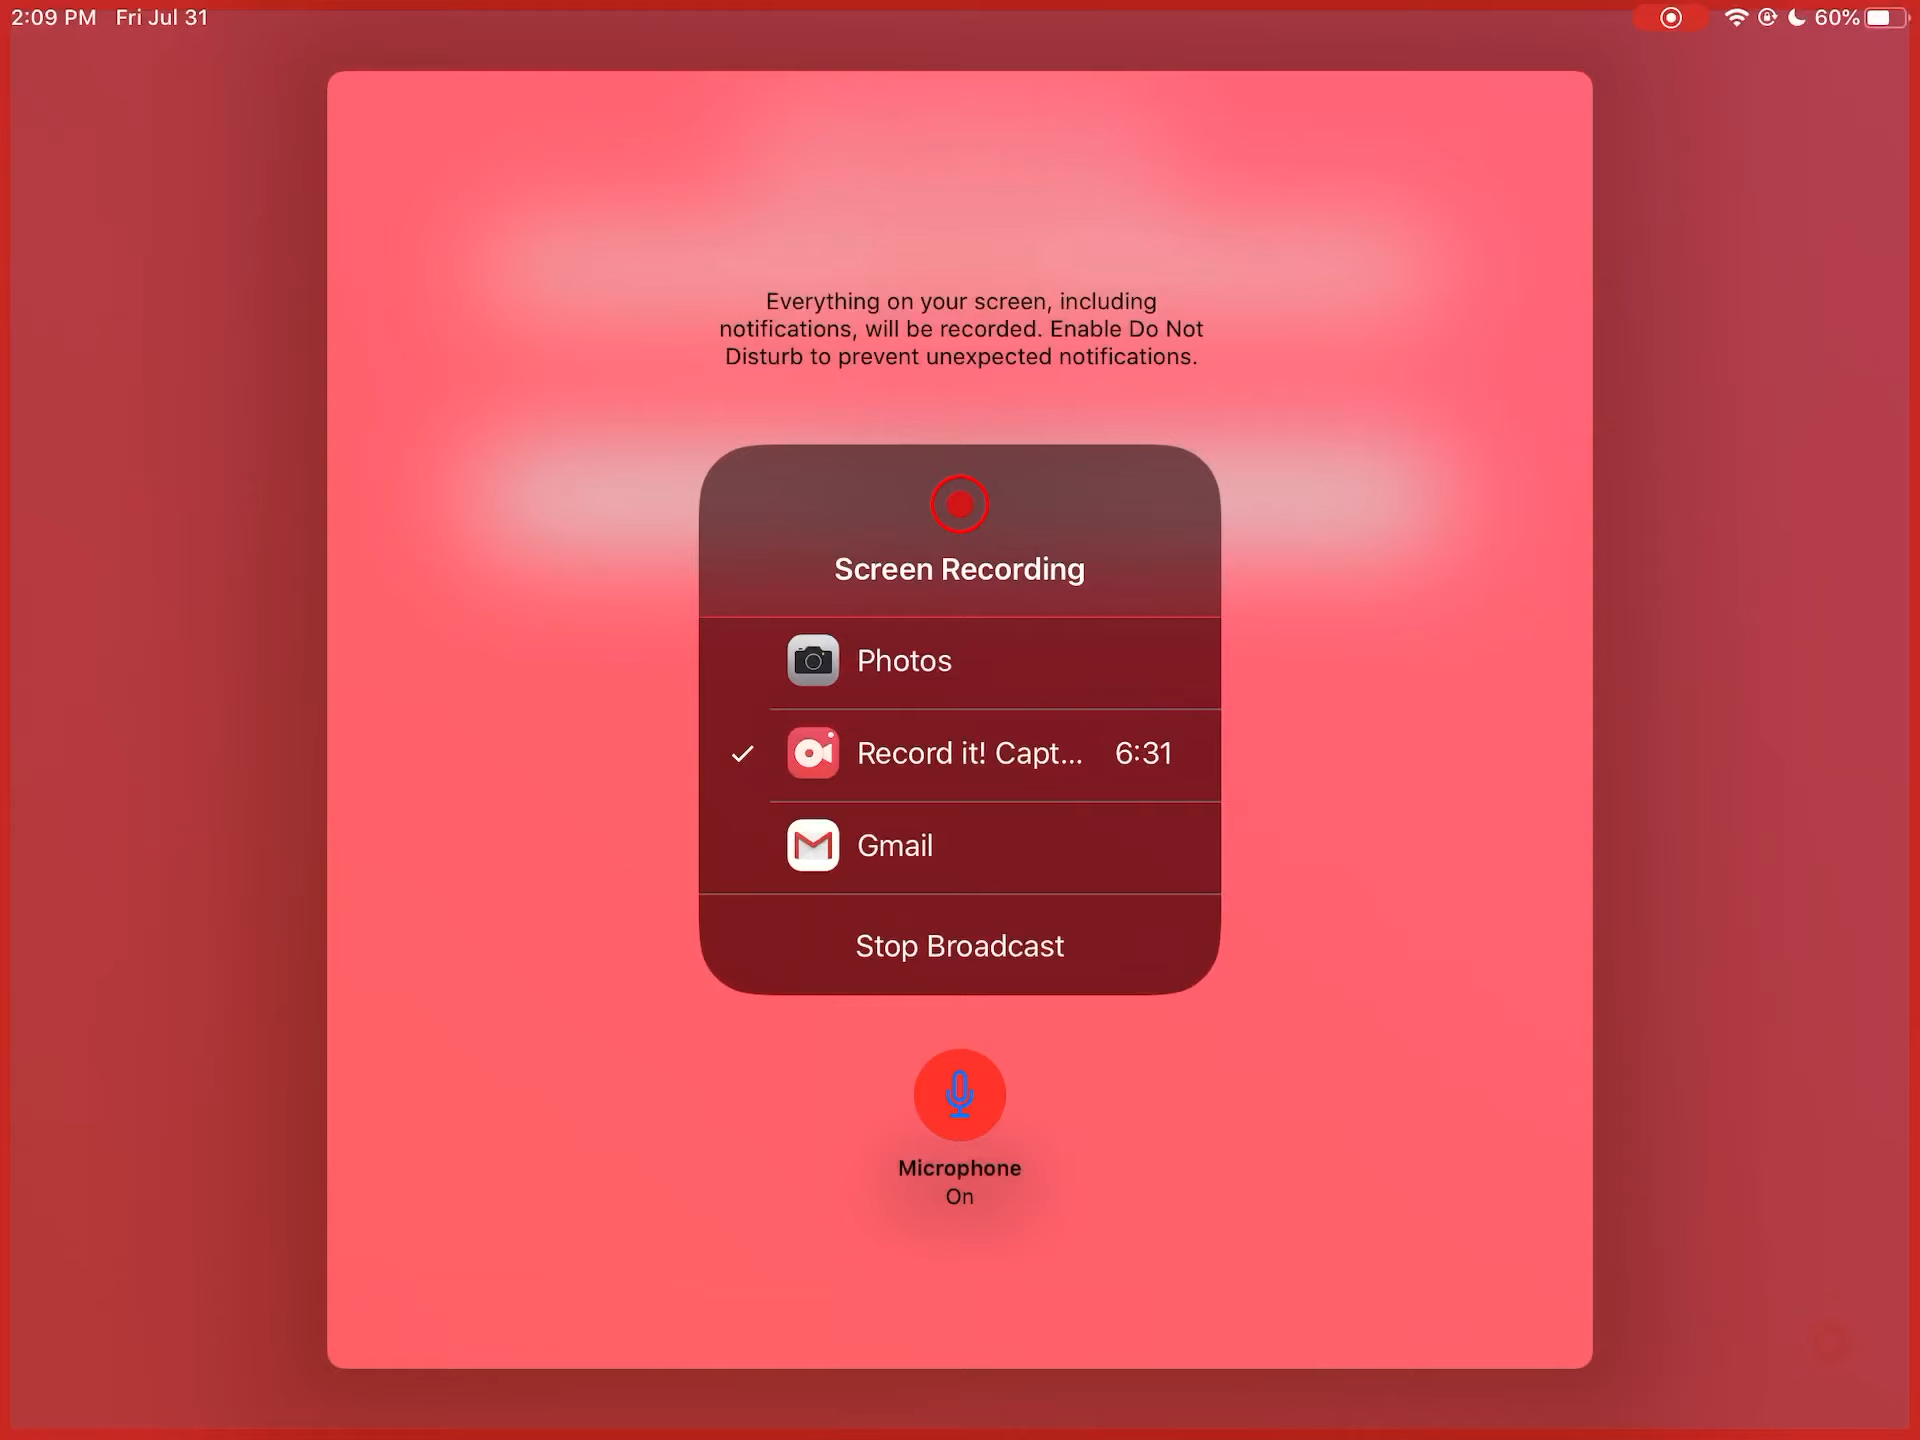 2:09 PM Fri Jul 31
60%
Everything on your screen, including
notifications, will be recorded. Enable Do Not
Disturb to prevent unexpected notifications.
Screen Recording
Photos
Record it! Capt... 6:31
Gmail
Stop Broadcast
Microphone
On